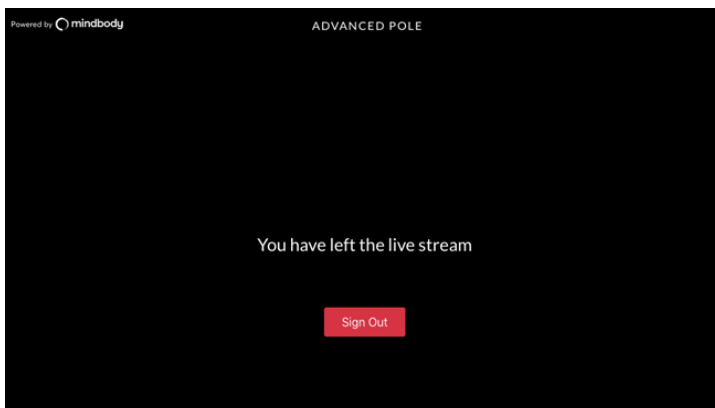 Powered by mindbody
ADVANCED POLE
You have left the live stream
Sign Out